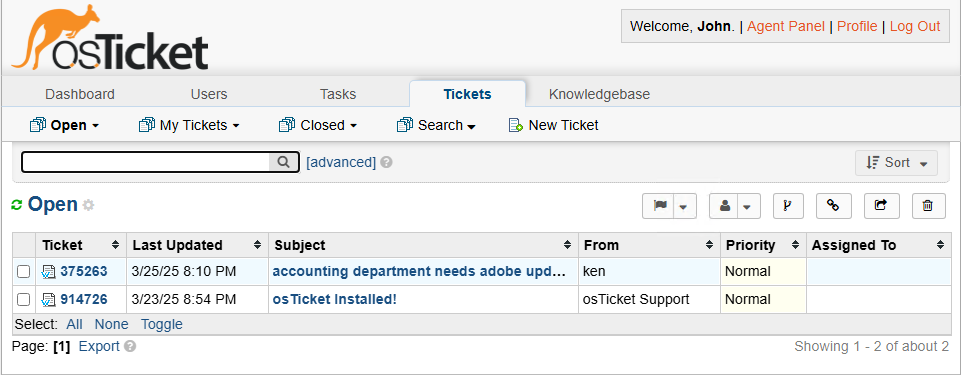 osTicket
Welcome, John. | Agent Panel | Profile | Log Out
Dashboard Users Tasks Tickets Knowledgebase
Open My Tickets Closed Search New Ticket
[advanced] Sort
Open
Ticket Last Updated Subject From Priority Assigned To
375263 3/25/25 8:10 PM accounting department needs adobe upd... ken Normal
914726 3/23/25 8:54 PM osTicket Installed! osTicket Support Normal
Select: All None Toggle
Page: [1] Export Showing 1 - 2 of about 2